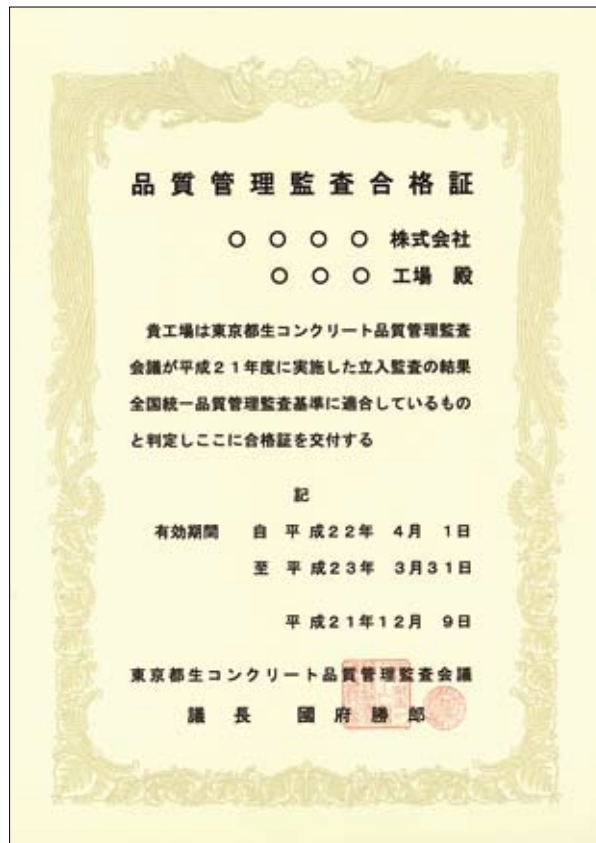 品質管理監査合格証
○ ○ ○ ○ 株式会社
○ ○ ○ 工場 殿
貴工場は東京都生コンクリート品質管理監査
会議が平成21年度に実施した立入監査の結果
全国統一品質管理監査基準に適合しているもの
と判定しここに合格証を交付する
記
有効期間 自 平成22年 4月 1日
至 平成23年 3月31日
平成21年12月 9日
東京都生コンクリート品質管理監査会議
議長 國府勝郎